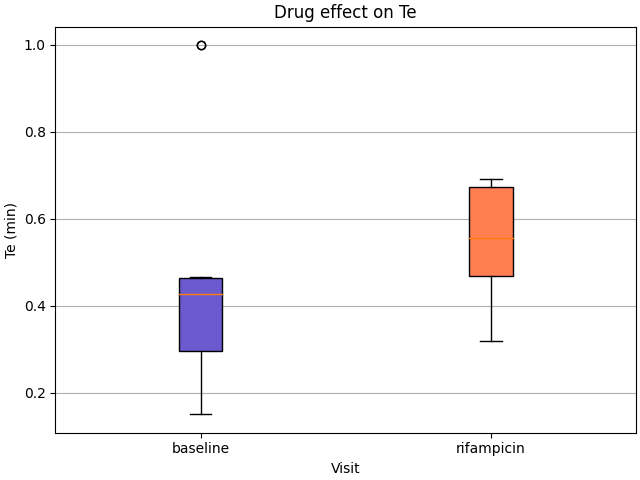 Drug effect on Te
1.0
0.8
0.6
0.4
0.2
Te (min)
baseline
rifampicin
Visit